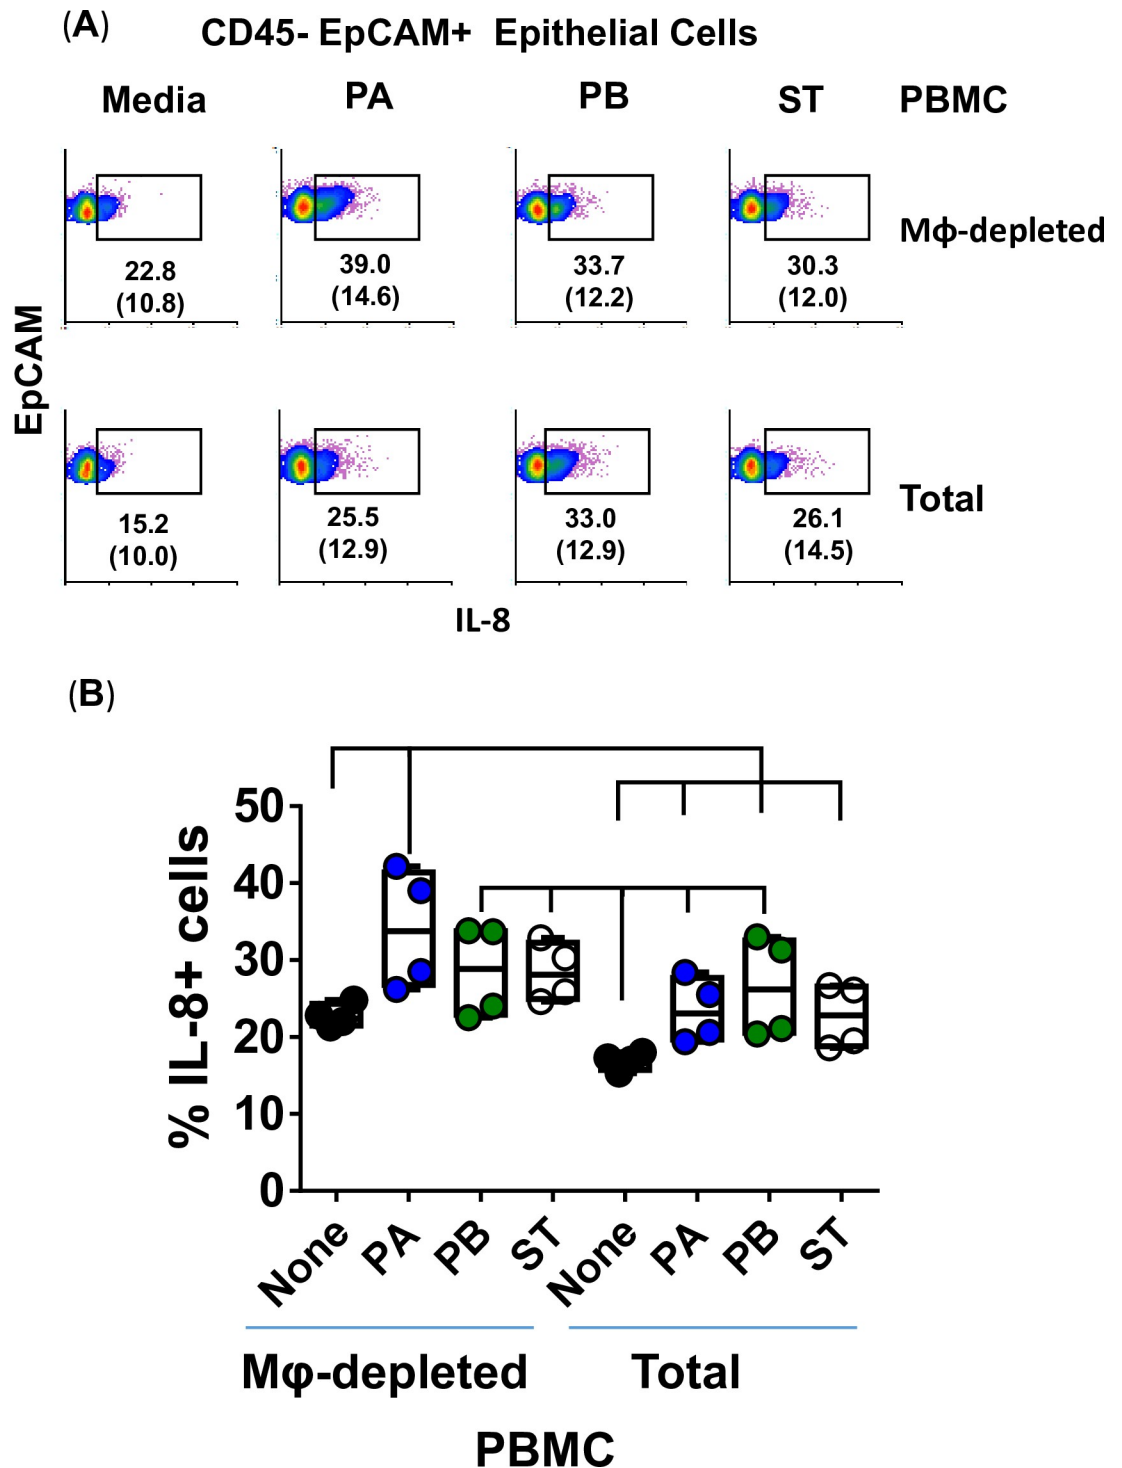 (A)
CD45- EpCAM+ Epithelial Cells
Media PA PB ST PBMC
Mϕ-depleted
22.8 39.0 33.7 30.3
(10.8) (14.6) (12.2) (12.0)
EpCAM
Total
15.2 25.5 33.0 26.1
(10.0) (12.9) (12.9) (14.5)
IL-8
(B)
% IL-8+ cells
50
40
30
20
10
0
None PA PB ST None PA PB ST
Mφ-depleted Total
PBMC